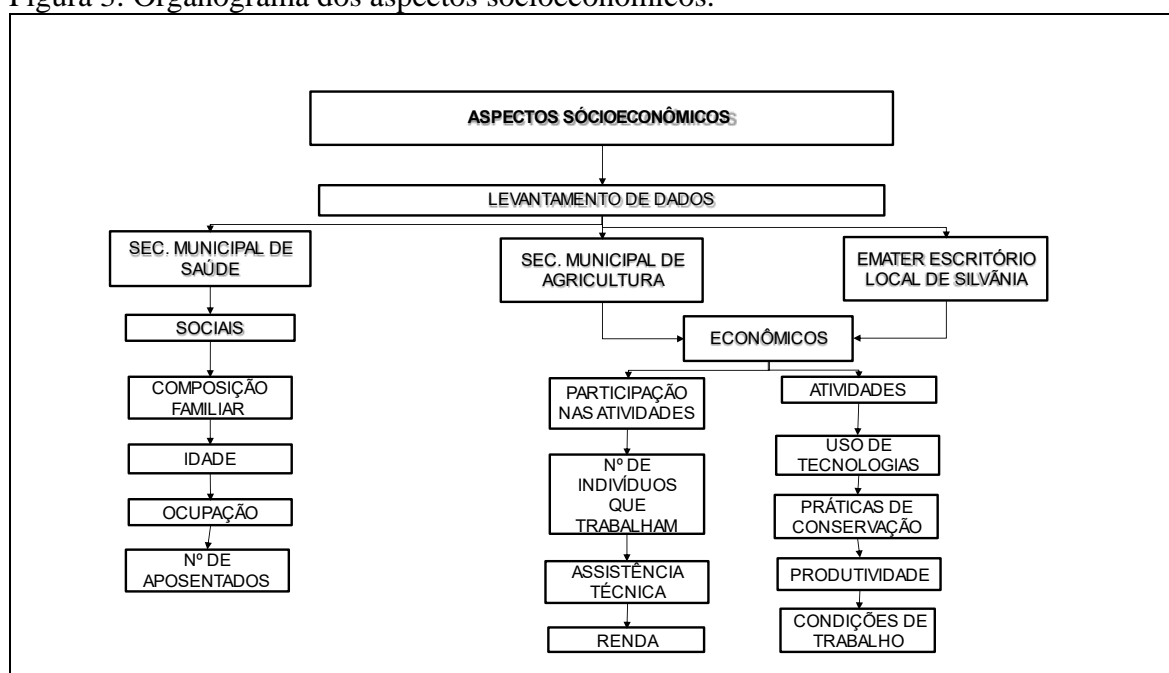 Figura 3: Organograma dos aspectos sócioeconômicos.
ASPECTOS SÓCIOECONÔMICOS
LEVANTAMENTO DE DADOS
SEC. MUNICIPAL DE
SAÚDE
SEC. MUNICIPAL DE
AGRICULTURA
EMATER ESCRITÓRIO
LOCAL DE SILVÃNIA
SOCIAIS
ECONÔMICOS
COMPOSIÇÃO
FAMILIAR
IDADE
OCUPAÇÃO
Nº DE
APOSENTADOS
PARTICIPAÇÃO
NAS ATIVIDADES
Nº DE
INDIVÍDUOS
QUE
TRABALHAM
ASSISTÊNCIA
TÉCNICA
RENDA
ATIVIDADES
USO DE
TECNOLOGIAS
PRÁTICAS DE
CONSERVAÇÃO
PRODUTIVIDADE
CONDIÇÕES DE
TRABALHO